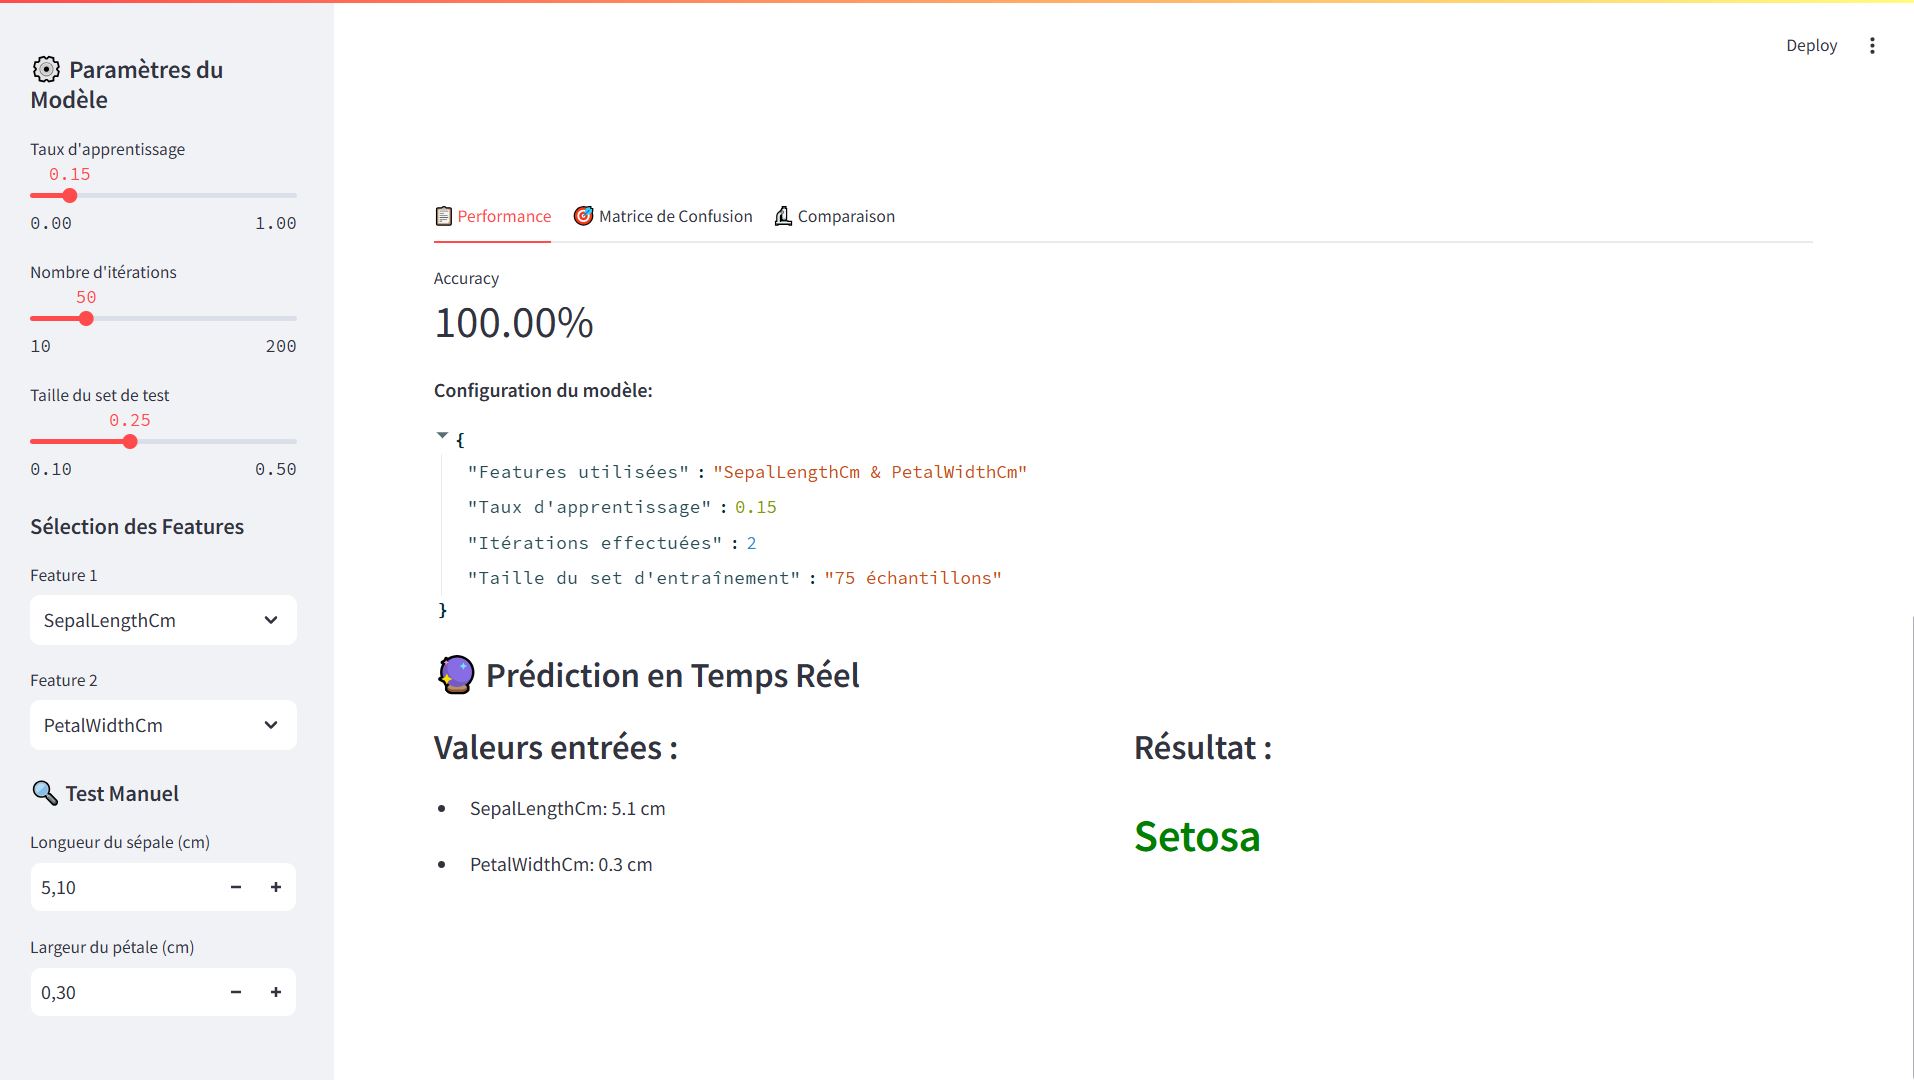 Deploy
Paramètres du
Modèle
Taux d'apprentissage
0.15
0.00 1.00
Nombre d'itérations
50
10 200
Taille du set de test
0.25
0.10 0.50
Sélection des Features
Feature 1
SepalLengthCm
Feature 2
PetalWidthCm
Test Manuel
Longueur du sépale (cm)
5,10
Largeur du pétale (cm)
0,30
Performance Matrice de Confusion Comparaison
Accuracy
100.00%
Configuration du modèle:
{
"Features utilisées" : "SepalLengthCm & PetalWidthCm"
"Taux d'apprentissage" : 0.15
"Itérations effectuées" : 2
"Taille du set d'entraînement" : "75 échantillons"
}
Prédiction en Temps Réel
Valeurs entrées :
• SepalLengthCm: 5.1 cm
• PetalWidthCm: 0.3 cm
Résultat :
Setosa